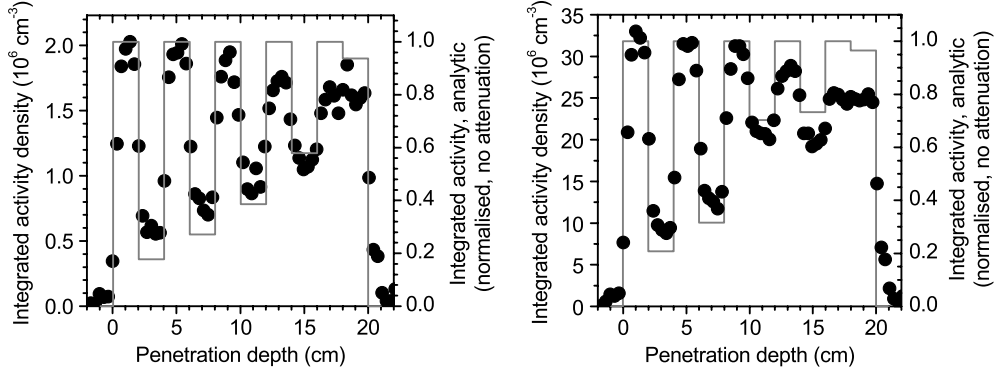 2.0
1.5
1.0
0.5
0.0
Integrated activity density (10⁶ cm⁻³)
1.0
0.8
0.6
0.4
0.2
0.0
Integrated activity, analytic
(normalised, no attenuation)
0 5 10 15 20
Penetration depth (cm)
35
30
25
20
15
10
5
0
Integrated activity density (10⁶ cm⁻³)
1.0
0.8
0.6
0.4
0.2
0.0
Integrated activity, analytic
(normalised, no attenuation)
0 5 10 15 20
Penetration depth (cm)